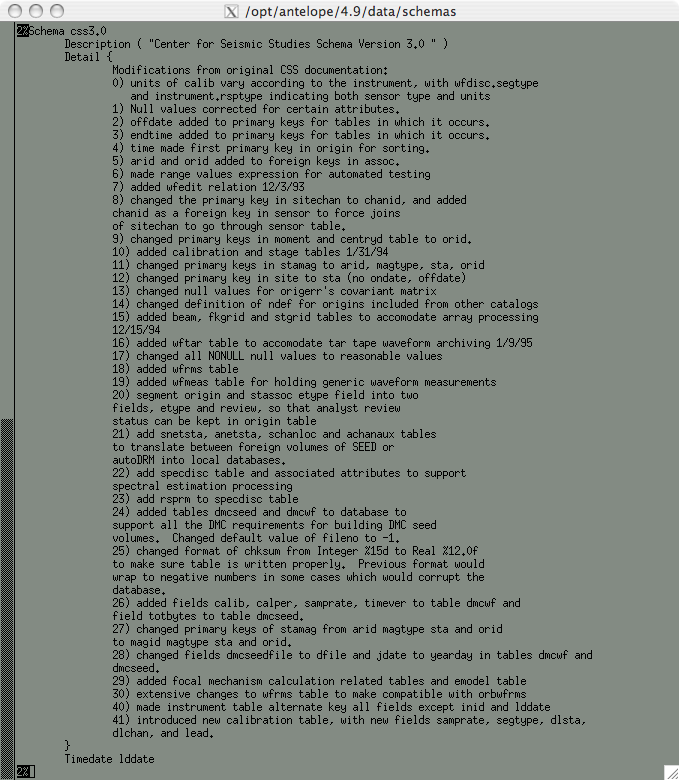 X /opt/antelope/4.9/data/schemas
2%Schema css3.0
Description ( "Center for Seismic Studies Schema Version 3.0 " )
Detail {
Modifications from original CSS documentation:
0) units of calib vary according to the instrument, with wfdisc.segtype
and instrument.rsptype indicating both sensor type and units
1) Null values corrected for certain attributes.
2) offdate added to primary keys for tables in which it occurs.
3) endtime added to primary keys for tables in which it occurs.
4) time made first primary key in origin for sorting.
5) arid and orid added to foreign keys in assoc.
6) made range values expression for automated testing
7) added wfedit relation 12/3/93
8) changed the primary key in sitechan to chanid, and added
chanid as a foreign key in sensor to force joins
of sitechan to go through sensor table.
9) changed primary keys in moment and centryd table to orid.
10) added calibration and stage tables 1/31/94
11) changed primary keys in stamag to arid, magtype, sta, orid
12) changed primary key in site to sta (no ondate, offdate)
13) changed null values for origerr's covariant matrix
14) changed definition of ndef for origins included from other catalogs
15) added beam, fkgrid and stgrid tables to accomodate array processing
12/15/94
16) added wftar table to accomodate tar tape waveform archiving 1/9/95
17) changed all NONULL null values to reasonable values
18) added wfrms table
19) added wfmeas table for holding generic waveform measurements
20) segment origin and stassoc etype field into two
fields, etype and review, so that analyst review
status can be kept in origin table
21) add snetsta, anetsta, schanloc and achanaux tables
to translate between foreign volumes of SEED or
autoDRM into local databases.
22) add specdisc table and associated attributes to support
spectral estimation processing
23) add rsprm to specdisc table
24) added tables dmcseed and dmcwf to database to
support all the DMC requirements for building DMC seed
volumes.  Changed default value of fileno to -1.
25) changed format of chksum from Integer %15d to Real %12.0f
to make sure table is written properly.  Previous format would
wrap to negative numbers in some cases which would corrupt the
database.
26) added fields calib, calper, samprate, timever to table dmcwf and
field totbytes to table dmcseed.
27) changed primary keys of stamag from arid magtype sta and orid
to magid magtype sta and orid.
28) changed fields dmcseedfile to dfile and jdate to yearday in tables dmcwf and
dmcseed.
29) added focal mechanism calculation related tables and emodel table
30) extensive changes to wfrms table to make compatible with orbwfrms
40) made instrument table alternate key all fields except inid and lddate
41) introduced new calibration table, with new fields samprate, segtype, dlsta,
dlchan, and lead.
}
Timedate lddate
2%